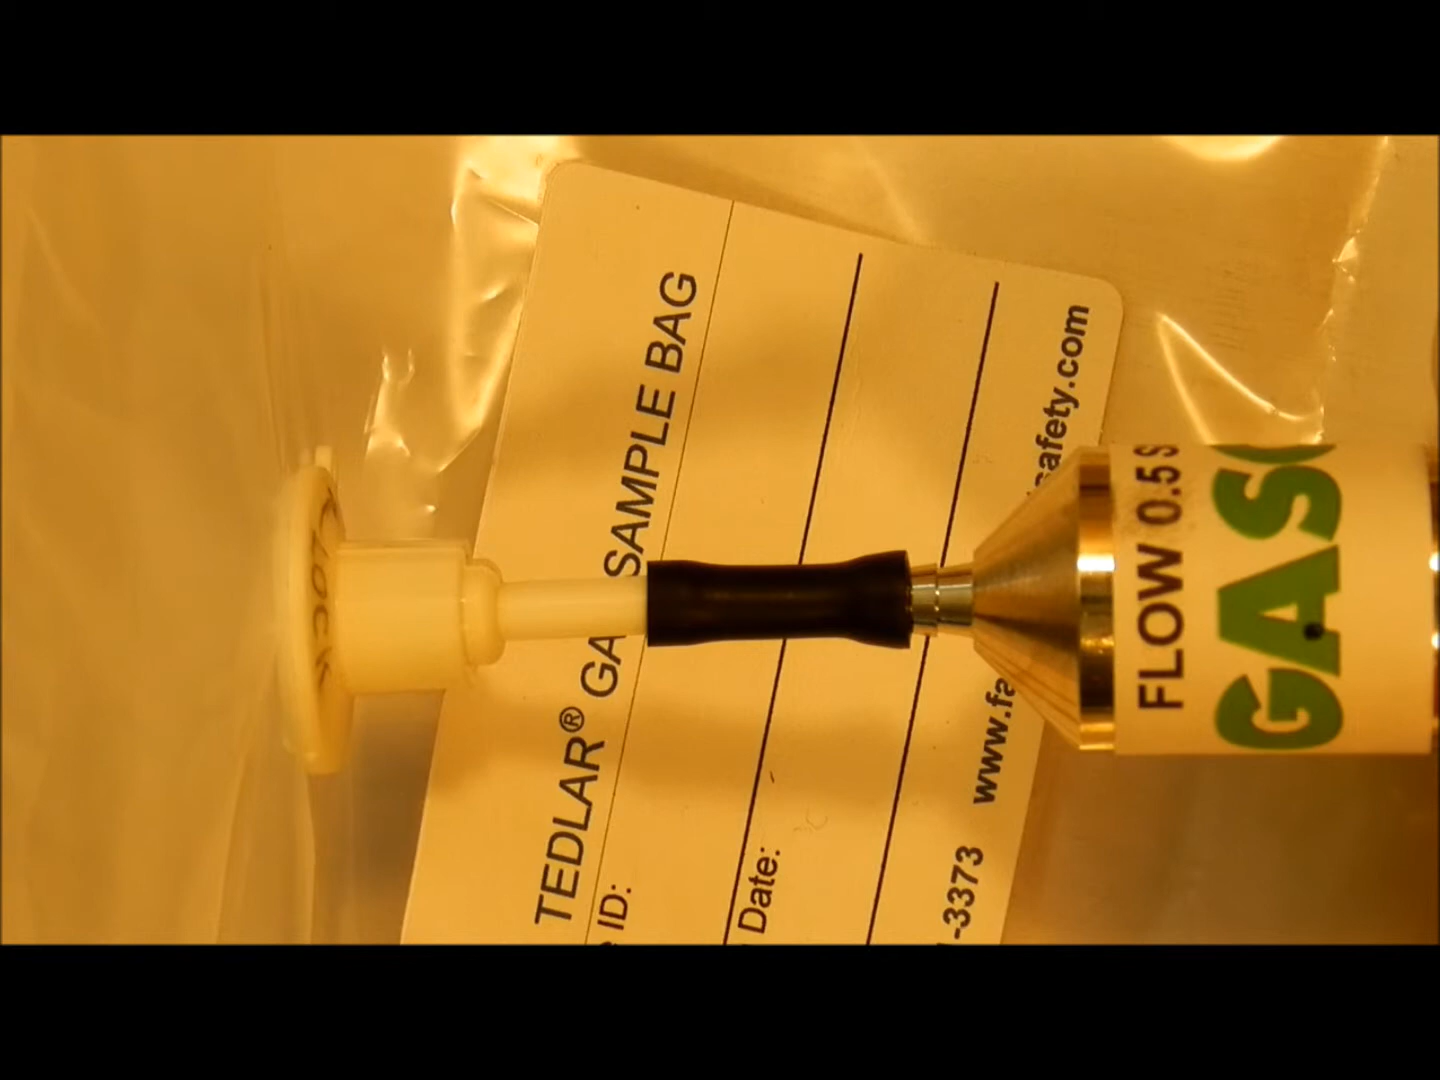 TEDLAR® GA SAMPLE BAG
ID:
Date:
-3373 www.fa safety.com
FLOW 0.5
GAS